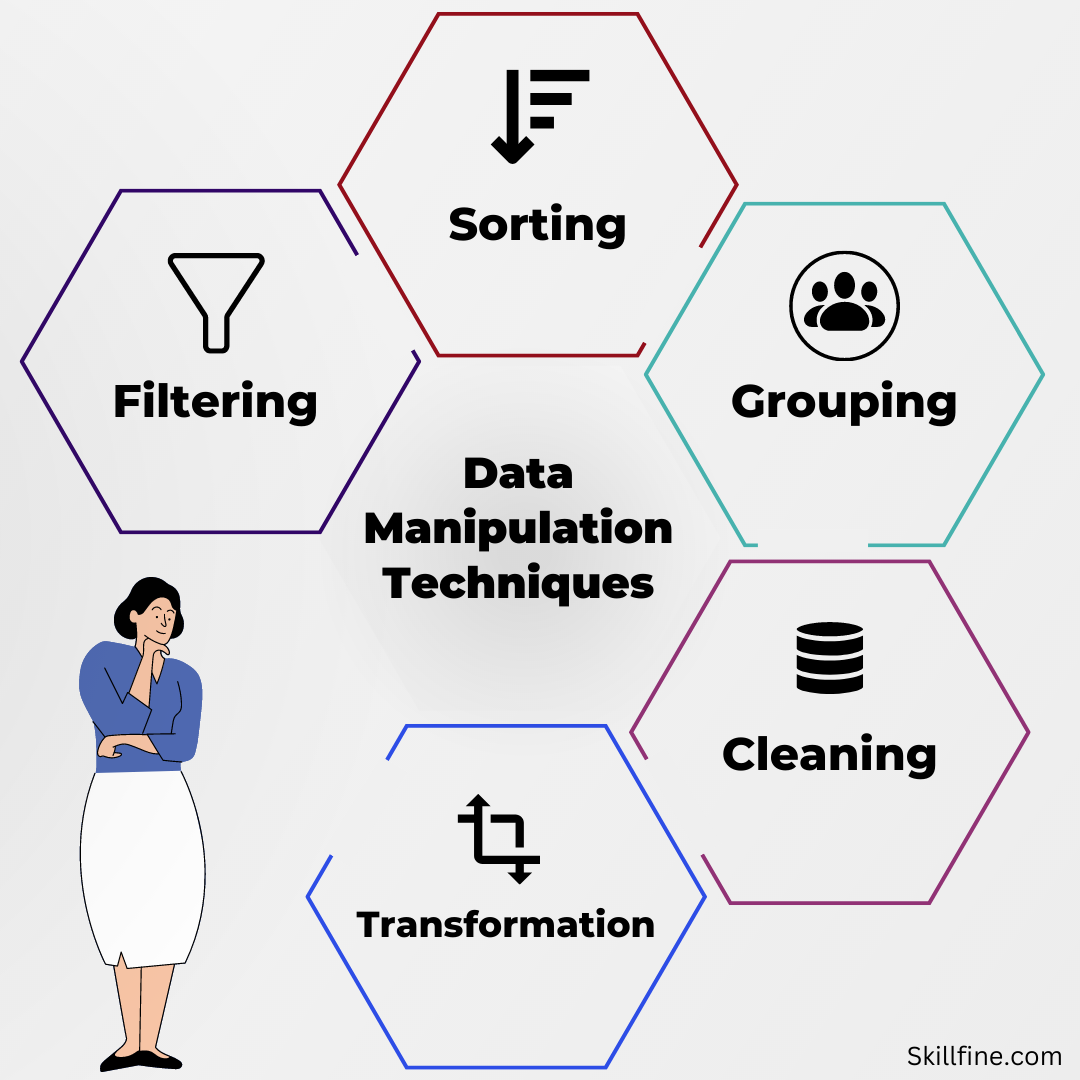 Sorting
Filtering
Grouping
Data
Manipulation
Techniques
Cleaning
Transformation
Skillfine.com